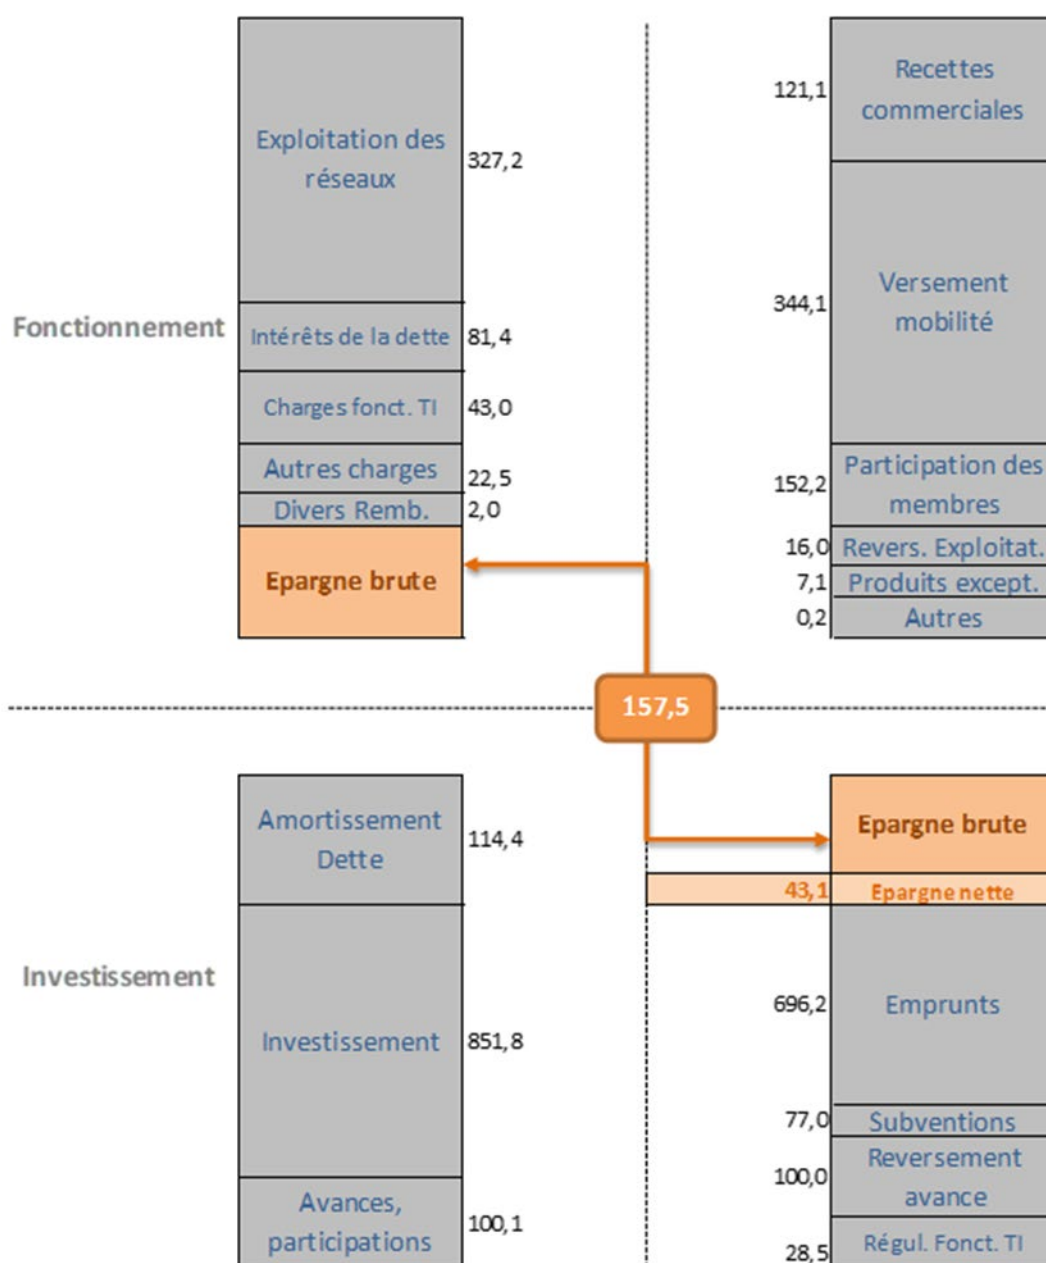 Fonctionnement
Exploitation des
réseaux
327,2
Intérêts de la dette
81,4
Charges fonct. TI
43,0
Autres charges
22,5
Divers Remb.
2,0
Epargne brute
121,1
Recettes
commerciales
344,1
Versement
mobilité
152,2
Participation des
membres
16,0
Revers. Exploitat.
7,1
Produits except.
0,2
Autres
157,5
Investissement
Amortissement
Dette
114,4
Investissement
851,8
Avances,
participations
100,1
Epargne brute
43,1
Epargne nette
696,2
Emprunts
77,0
Subventions
100,0
Reversement
avance
28,5
Régul. Fonct. TI